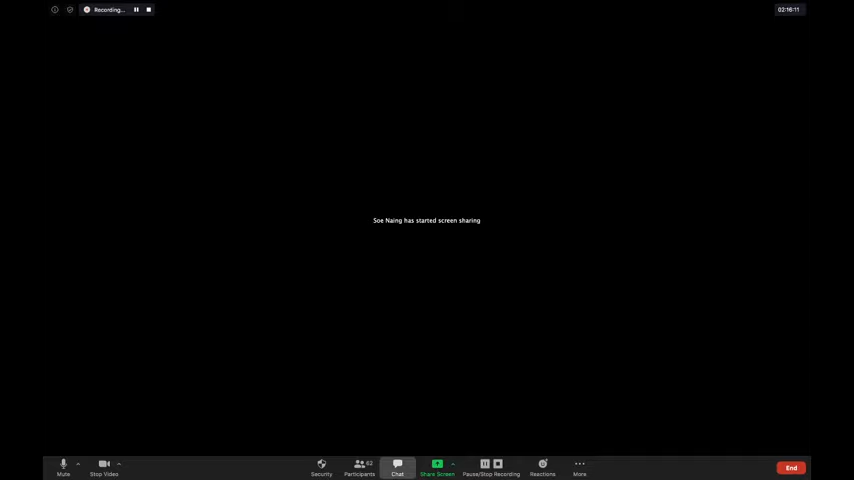 Recording...
02:16:11
Soe Naing has started screen sharing
Mute
Stop Video
Security
Participants
62
Chat
Share Screen
Pause/Stop Recording
Reactions
More
End